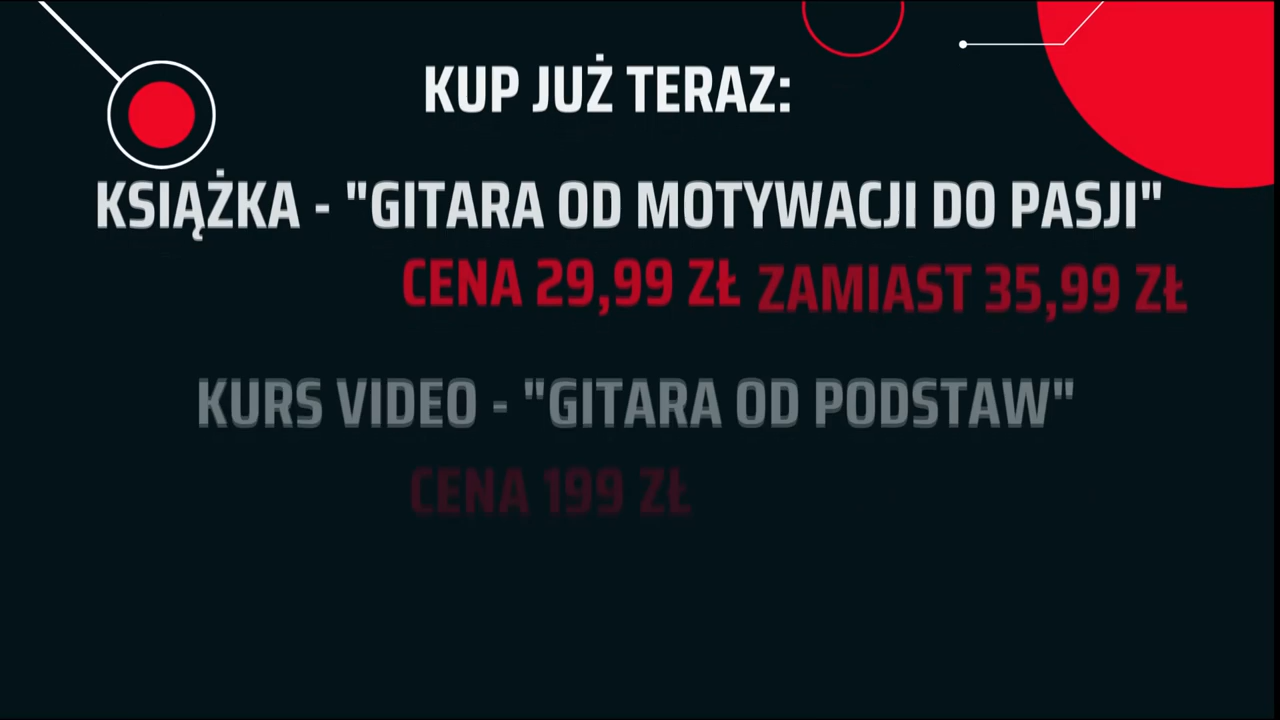 KUP JUŻ TERAZ:
KSIĄŻKA - "GITARA OD MOTYWACJI DO PASJI"
CENA 29,99 ZŁ ZAMIAST 35,99 ZŁ
KURS VIDEO - "GITARA OD PODSTAW"
CENA 199 ZŁ